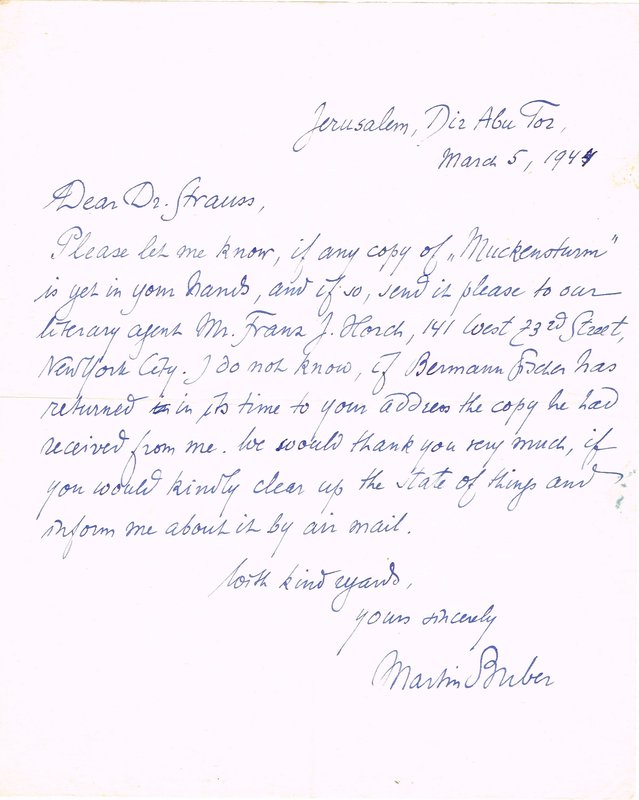 Jerusalem, Dir Abu Tor,
March 5, 1944
Dear Dr. Strauss,
Please let me know, if any copy of „Muckensturm"
is yet in your hands, and if so, send it please to our
literary agent Mr. Franz J. Horch, 141 West 73rd Street,
New York City. I do not know, if Bermann Fischer has
returned in its time to your address the copy he had
received from me. We would thank you very much, if
you would kindly clear up the state of things and
inform me about it by air mail.
With kind regards,
yours sincerely
Martin Buber